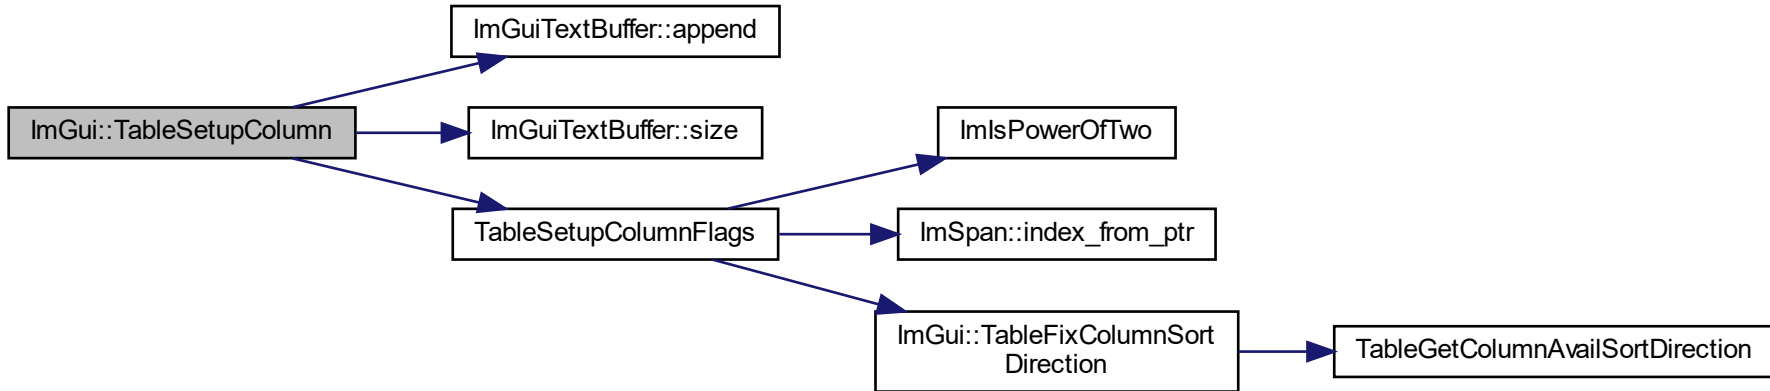 ImGuiTextBuffer::append
ImGui::TableSetupColumn
ImGuiTextBuffer::size
ImIsPowerOfTwo
TableSetupColumnFlags
ImSpan::index_from_ptr
ImGui::TableFixColumnSort
Direction
TableGetColumnAvailSortDirection